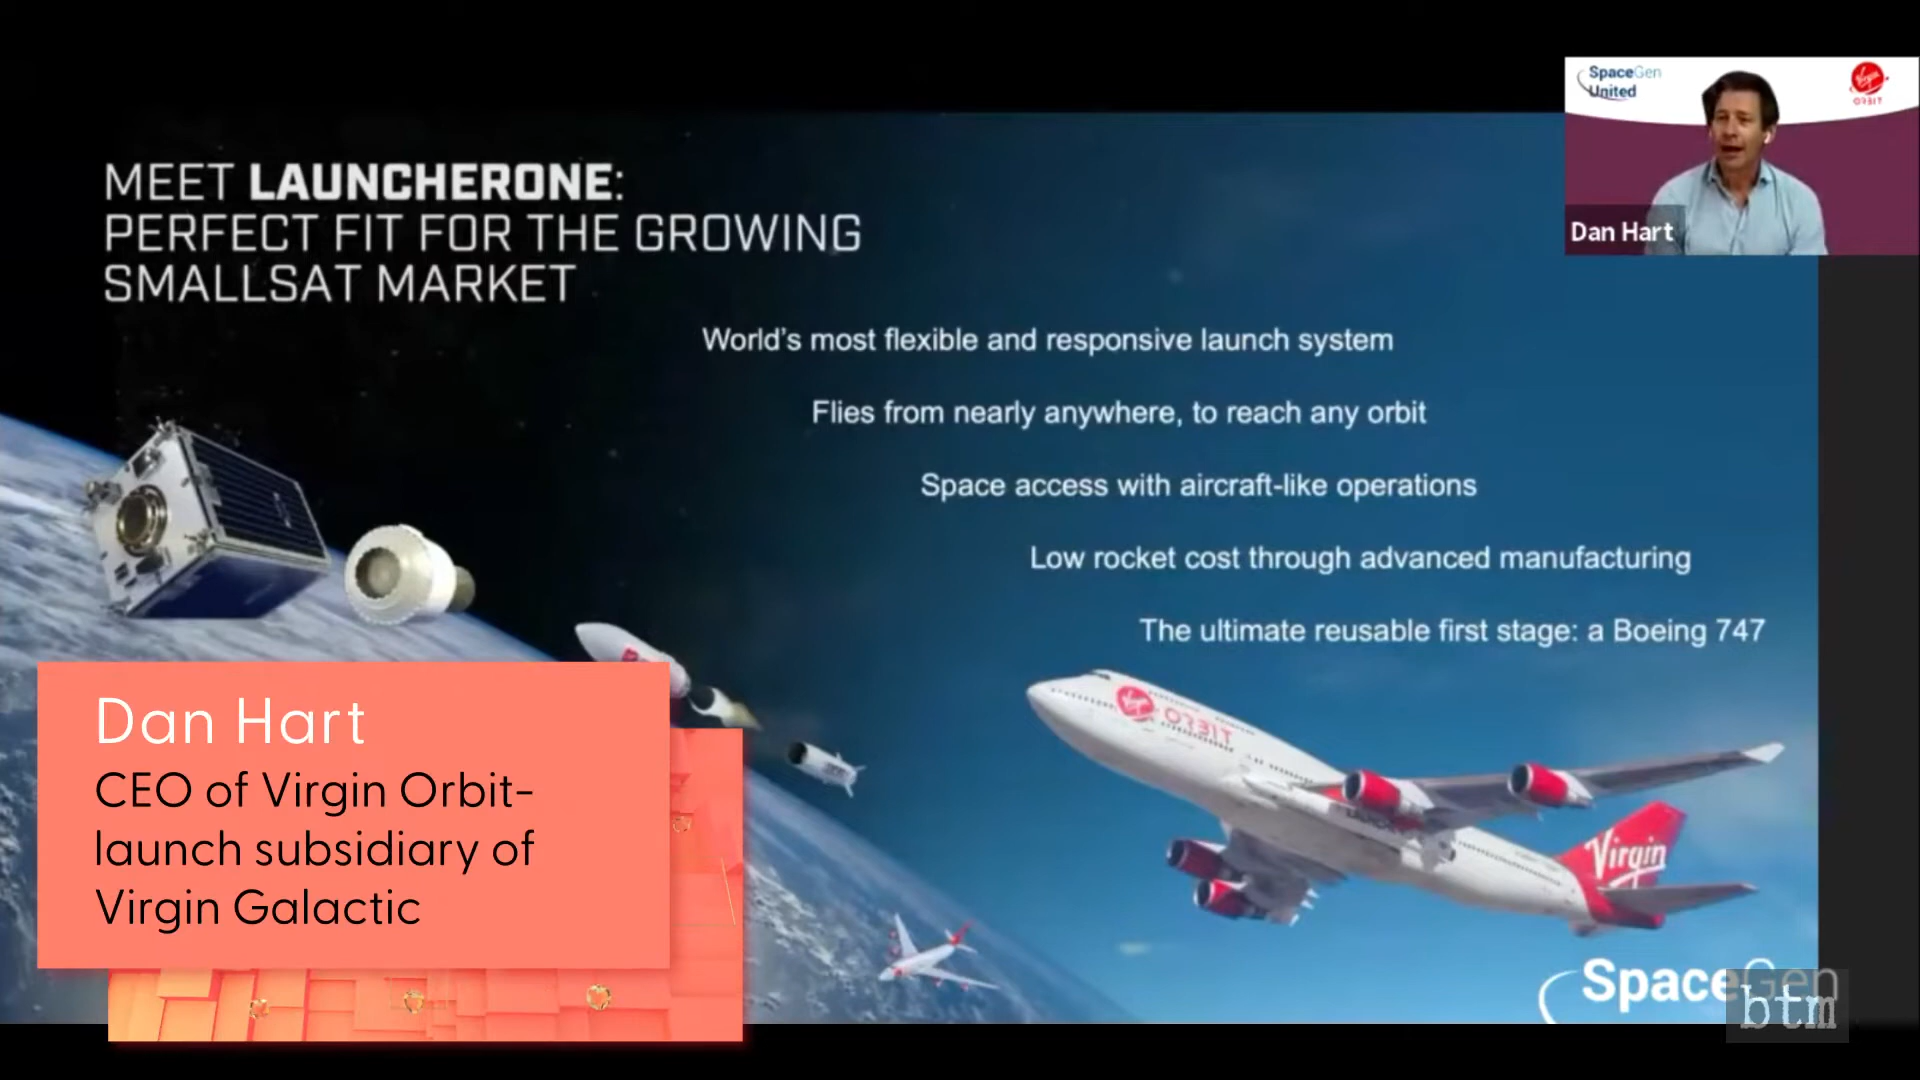 SpaceGen
United
Virgin
ORBIT
Dan Hart
MEET LAUNCHERONE:
PERFECT FIT FOR THE GROWING
SMALLSAT MARKET
World's most flexible and responsive launch system
Flies from nearly anywhere, to reach any orbit
Space access with aircraft-like operations
Low rocket cost through advanced manufacturing
The ultimate reusable first stage: a Boeing 747
Virgin ORBIT
Virgin
Dan Hart
CEO of Virgin Orbit-
launch subsidiary of
Virgin Galactic
SpaceGen
btm